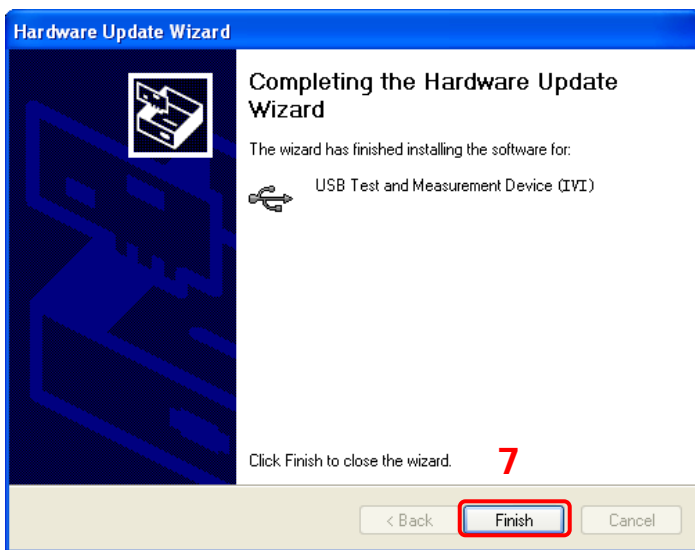 Hardware Update Wizard
Completing the Hardware Update
Wizard
The wizard has finished installing the software for:
USB Test and Measurement Device (IVI)
Click Finish to close the wizard.
7
< Back
Finish
Cancel